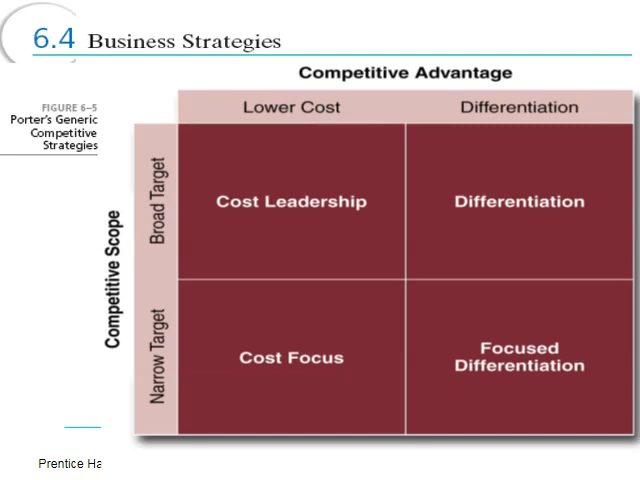 6.4 Business Strategies
FIGURE 6–5
Porter's Generic
Competitive
Strategies
Competitive Advantage
Lower Cost
Differentiation
Competitive Scope
Broad Target
Cost Leadership
Differentiation
Narrow Target
Cost Focus
Focused
Differentiation
Prentice Ha